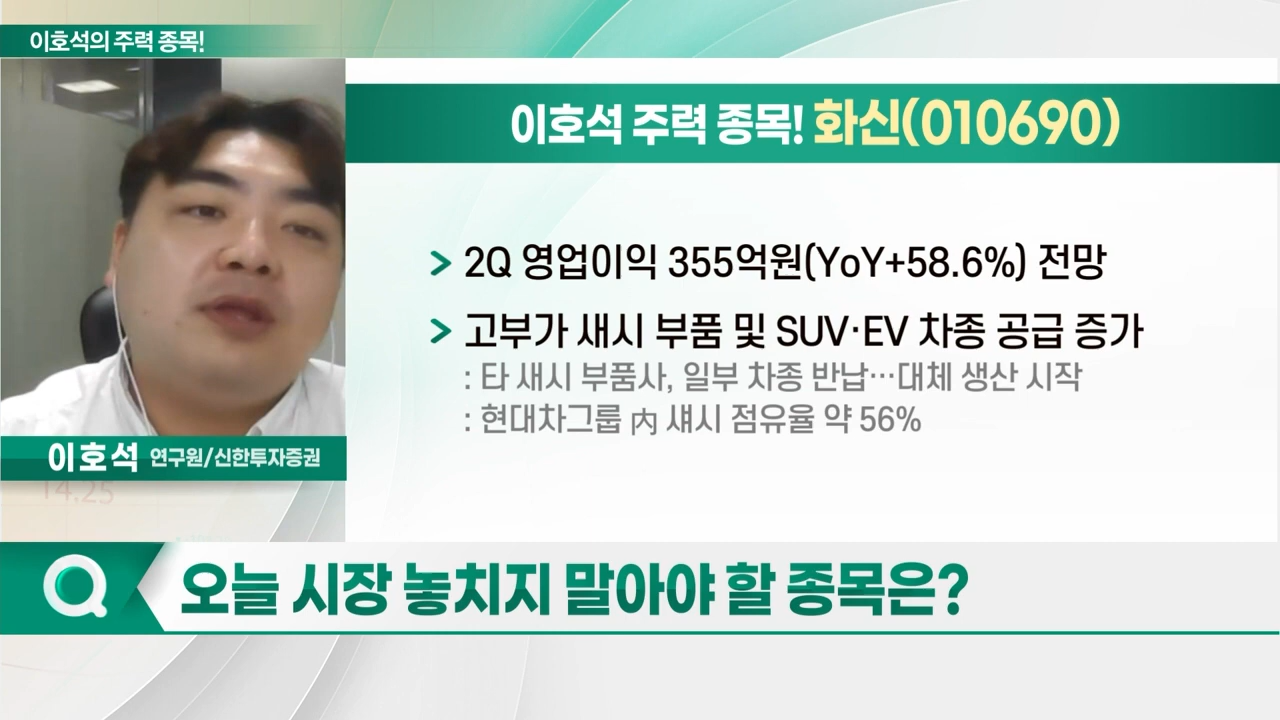 이호석의 주력 종목!
이호석 주력 종목! 화신(010690)
> 2Q 영업이익 355억원(YoY+58.6%) 전망
> 고부가 새시 부품 및 SUV·EV 차종 공급 증가
: 타 새시 부품사, 일부 차종 반납…대체 생산 시작
: 현대차그룹 內 섀시 점유율 약 56%
이호석 연구원/신한투자증권
14.25
Q 오늘 시장 놓치지 말아야 할 종목은?